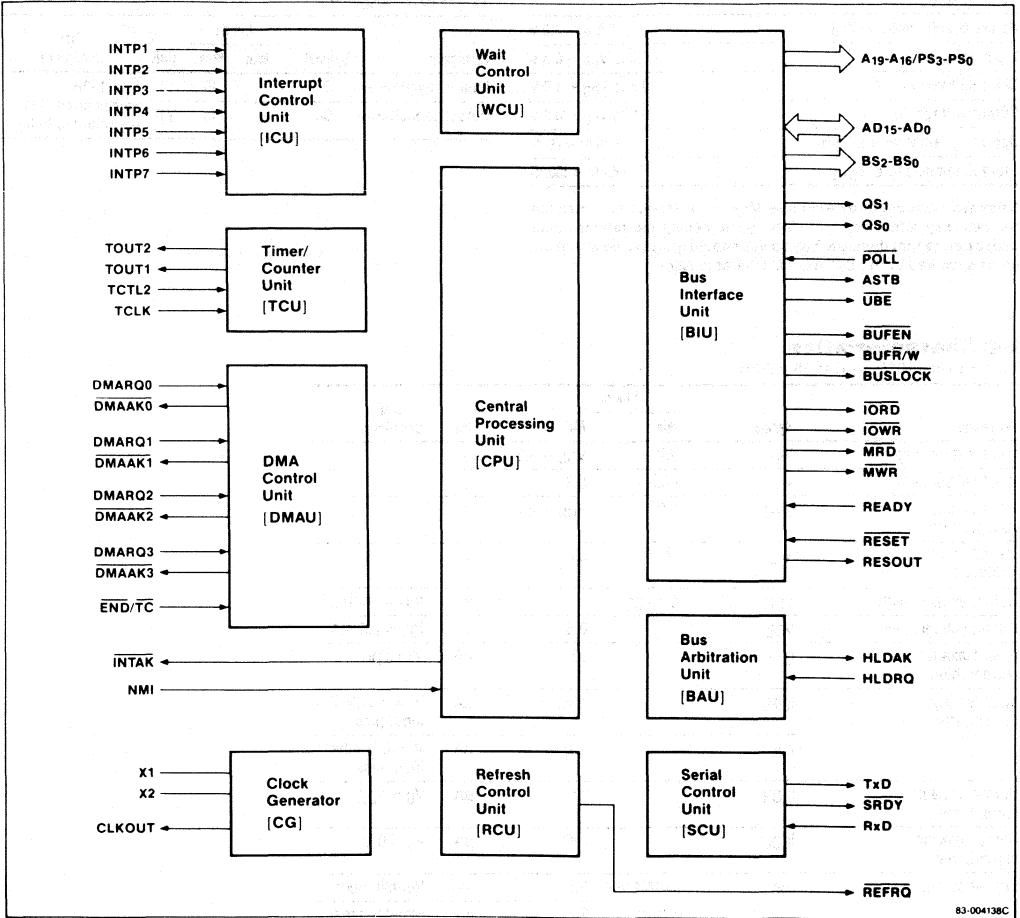 INTP1
INTP2
INTP3
INTP4
INTP5
INTP6
INTP7
Interrupt
Control
Unit
[ICU]
TOUT2
TOUT1
TCTL2
TCLK
Timer/
Counter
Unit
[TCU]
DMARQ0
DMAAK0
DMARQ1
DMAAK1
DMARQ2
DMAAK2
DMARQ3
DMAAK3
END/TC
DMA
Control
Unit
[DMAU]
INTAK
NMI
X1
X2
CLKOUT
Clock
Generator
[CG]
Wait
Control
Unit
[WCU]
Central
Processing
Unit
[CPU]
Refresh
Control
Unit
[RCU]
Bus
Interface
Unit
[BIU]
A19-A16/PS3-PS0
AD15-AD0
BS2-BS0
QS1
QS0
POLL
ASTB
UBE
BUFEN
BUFR/W
BUSLOCK
IORD
IOWR
MRD
MWR
READY
RESET
RESOUT
Bus
Arbitration
Unit
[BAU]
HLDAK
HLDRQ
Serial
Control
Unit
[SCU]
TxD
SRDY
RxD
REFRQ
83-004138C